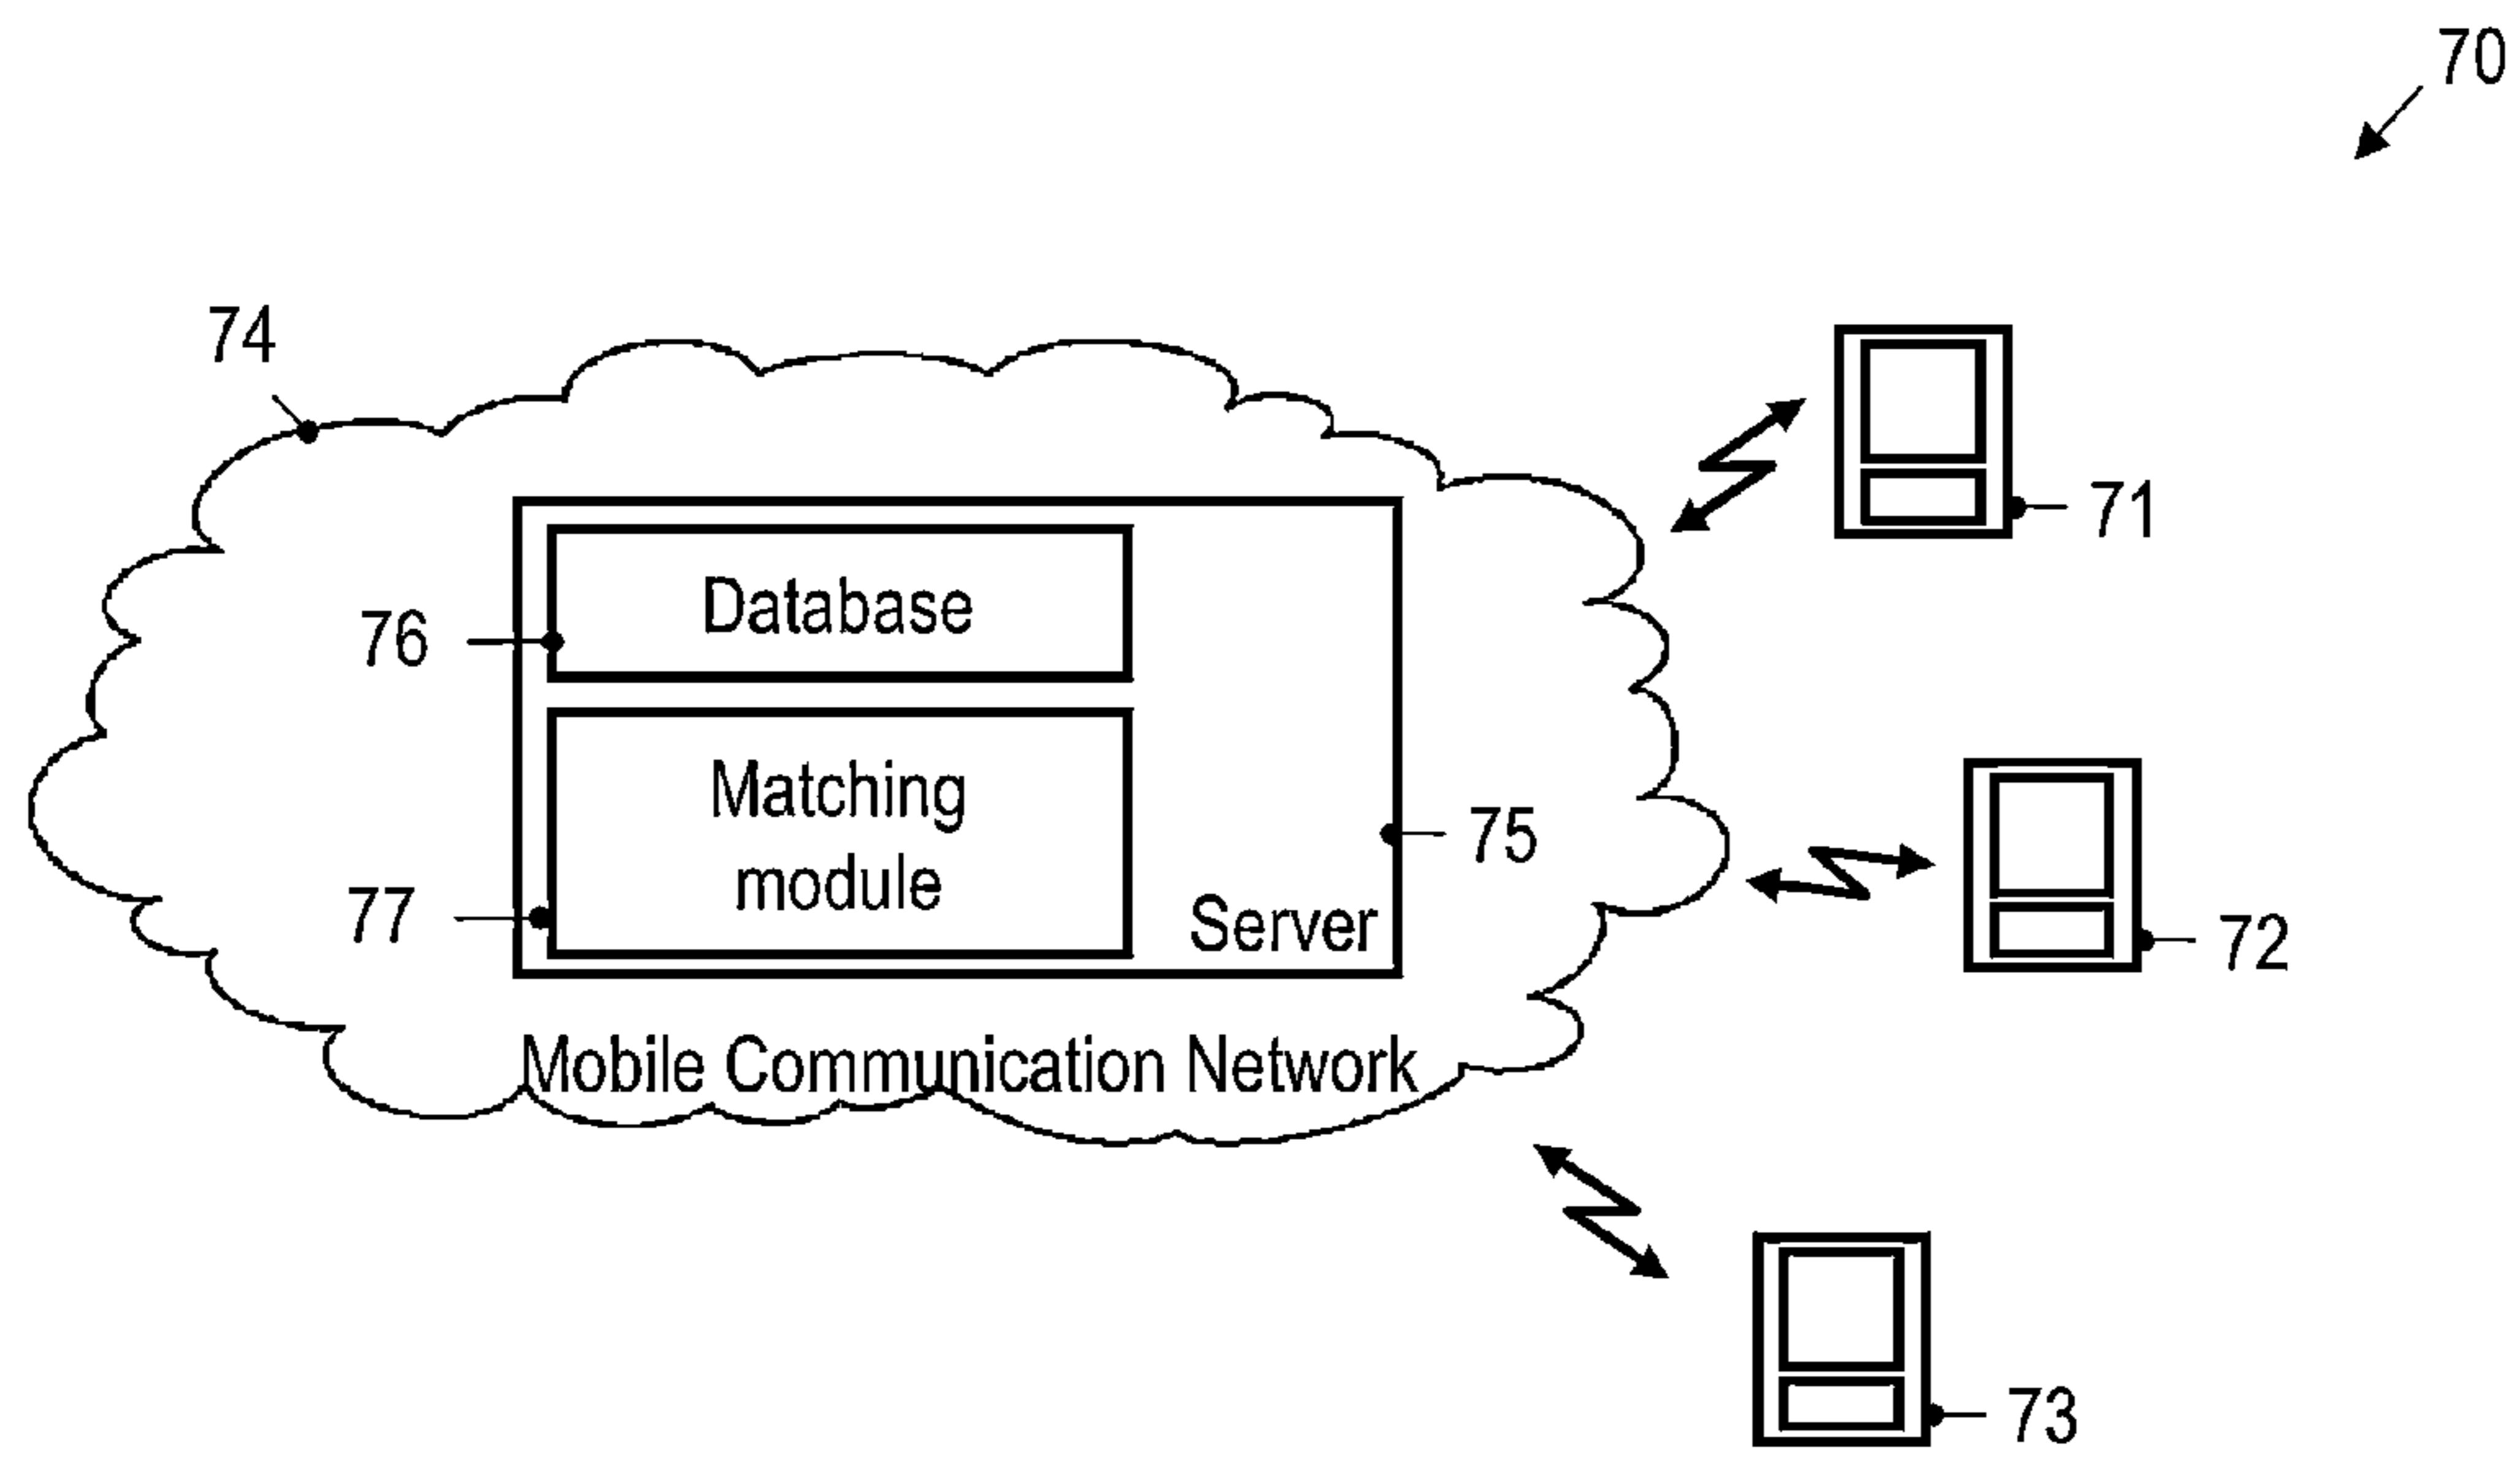 70
74
71
Database
76
Matching
module
75
77
Server
72
Mobile Communication Network
73